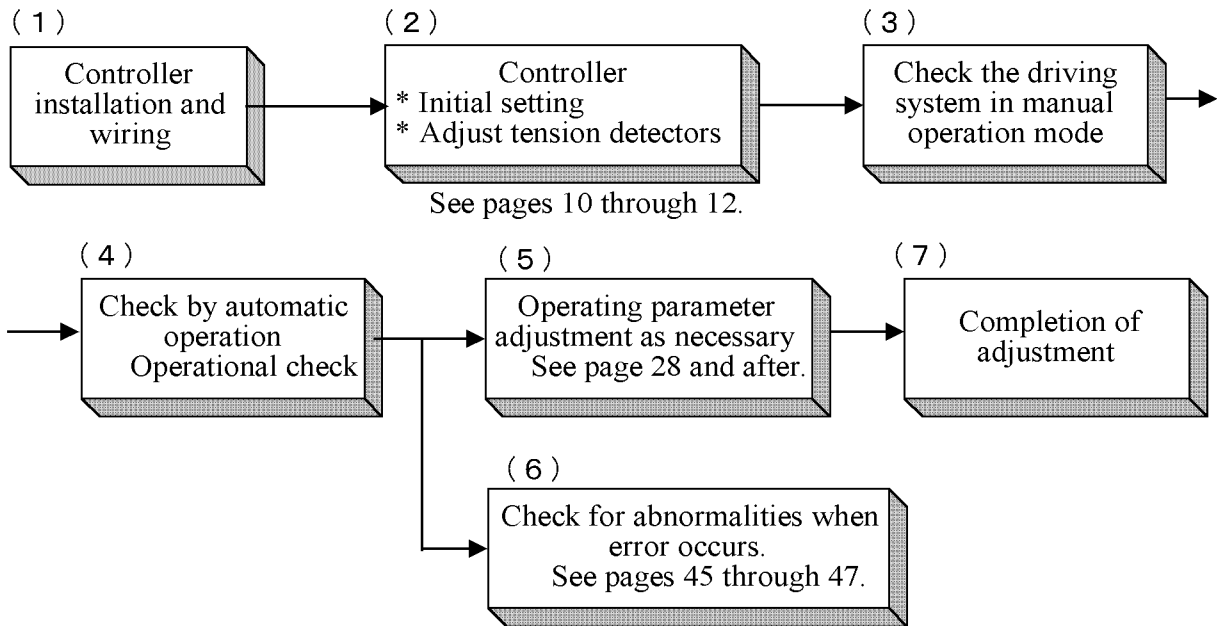 (1)
Controller
installation and
wiring
(2)
Controller
* Initial setting
* Adjust tension detectors
See pages 10 through 12.
(3)
Check the driving
system in manual
operation mode
(4)
Check by automatic
operation
Operational check
(5)
Operating parameter
adjustment as necessary
See page 28 and after.
(7)
Completion of
adjustment
(6)
Check for abnormalities when
error occurs.
See pages 45 through 47.